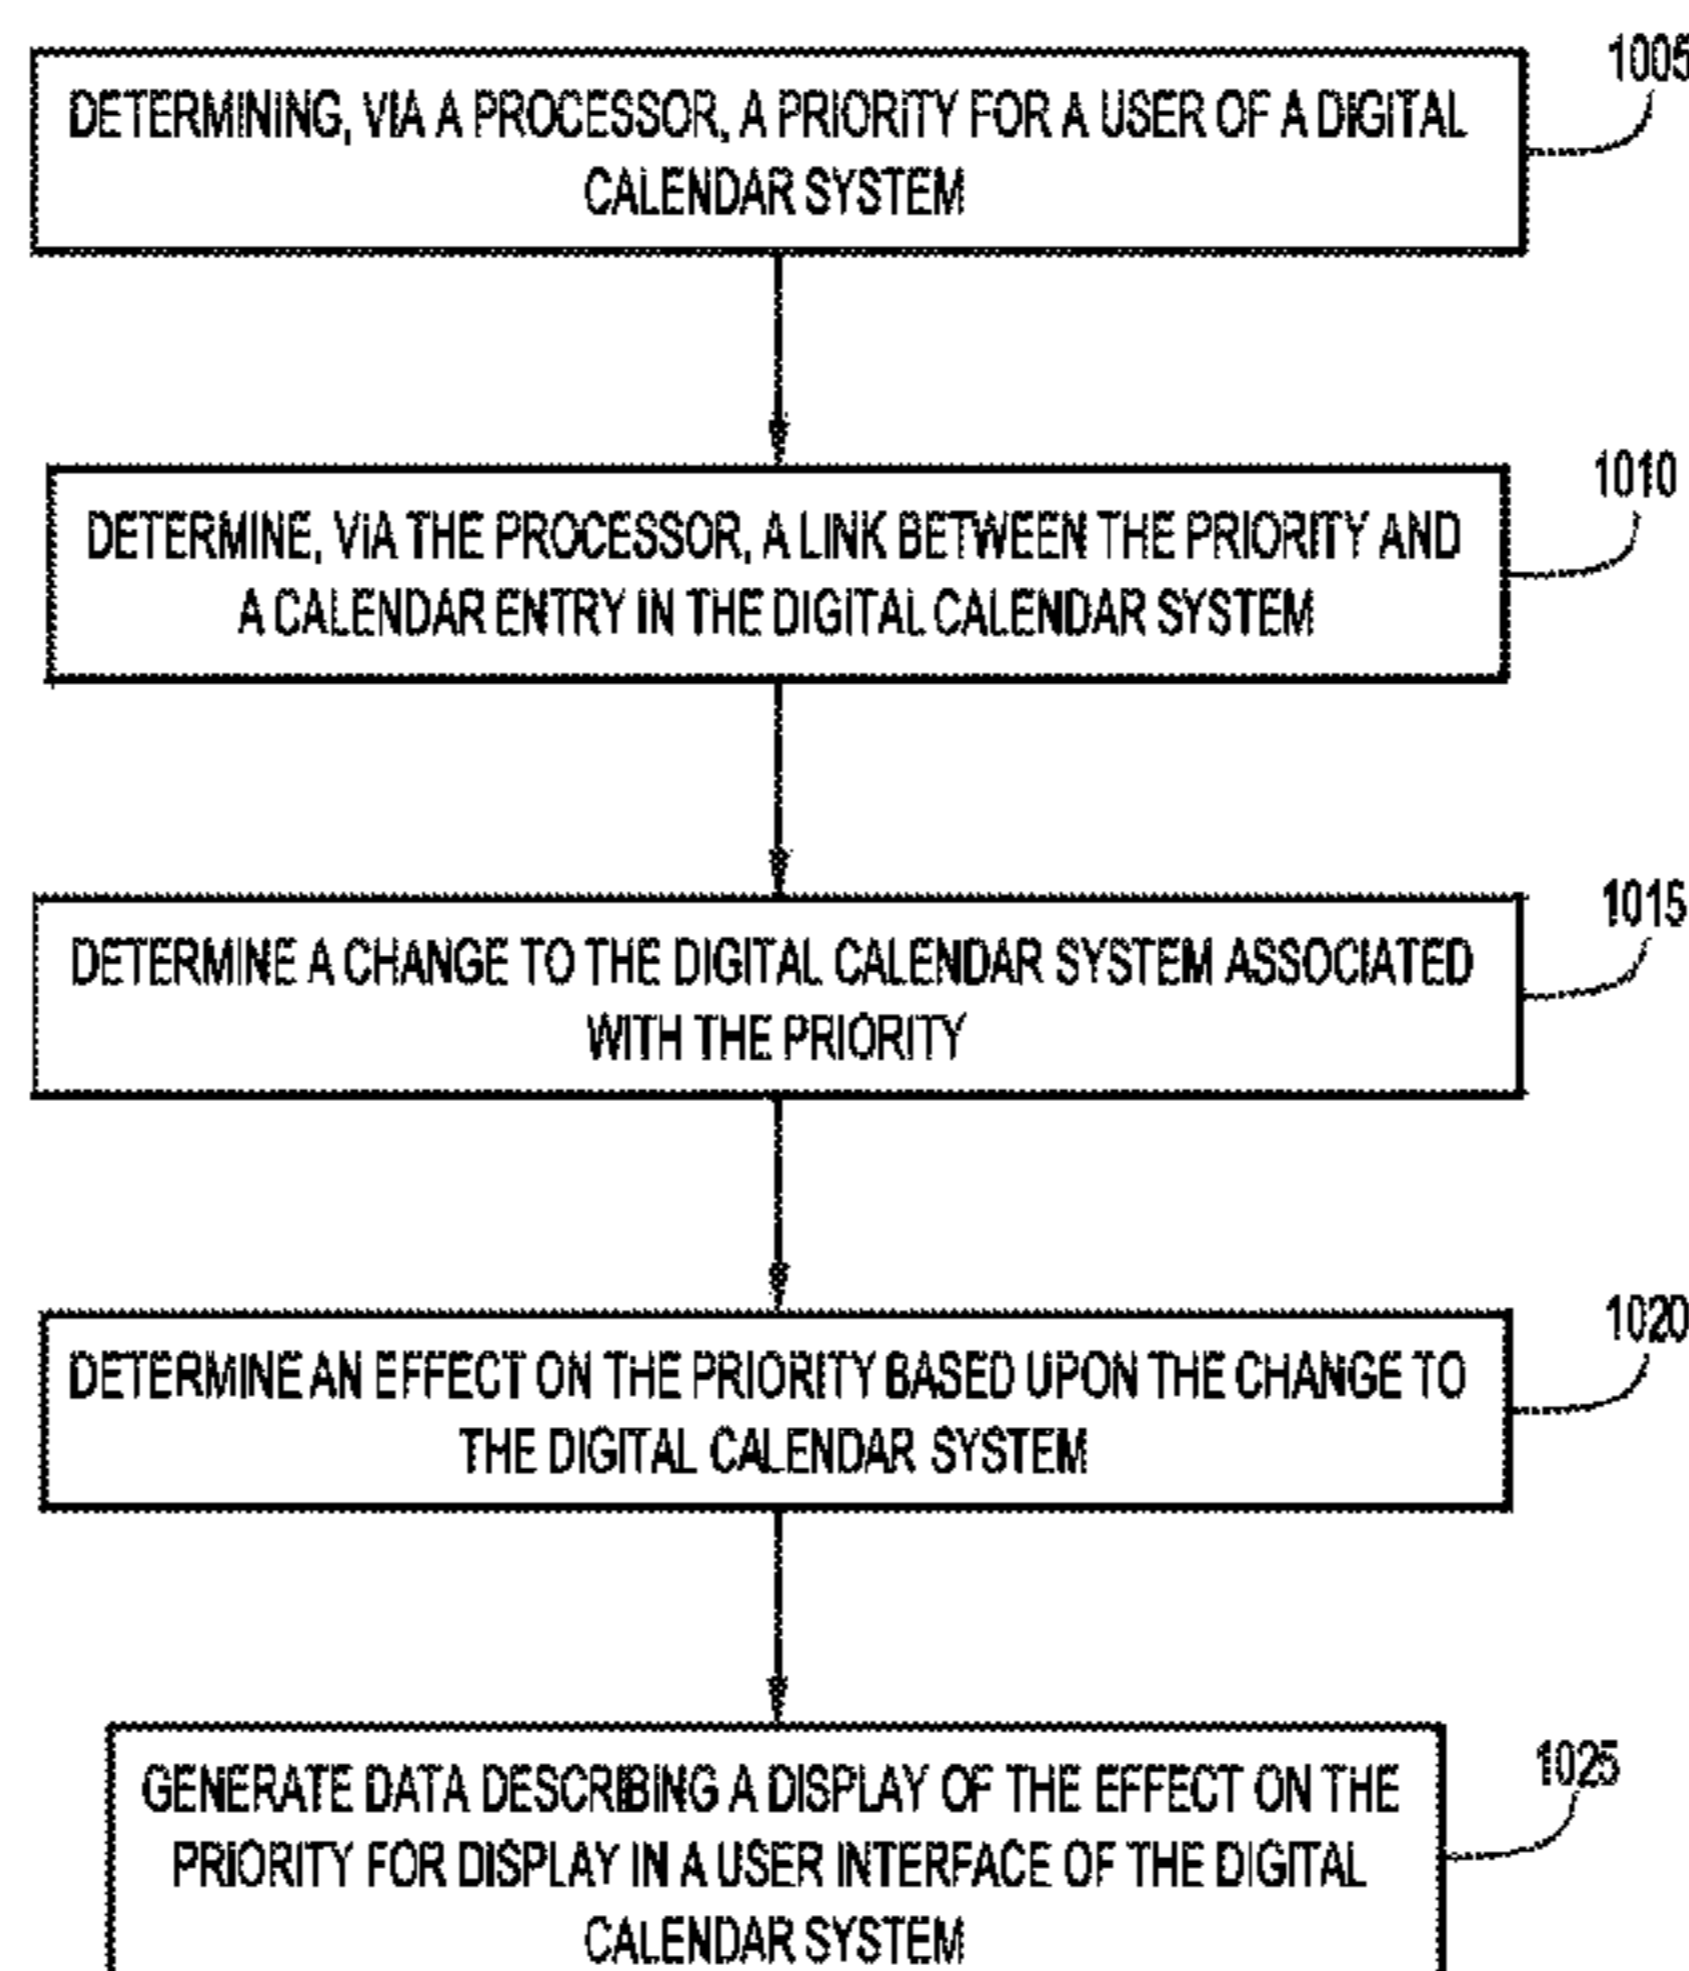 DETERMINING, VIA A PROCESSOR, A PRIORITY FOR A USER OF A DIGITAL
CALENDAR SYSTEM
1005
DETERMINE, VIA THE PROCESSOR, A LINK BETWEEN THE PRIORITY AND
A CALENDAR ENTRY IN THE DIGITAL CALENDAR SYSTEM
1010
DETERMINE A CHANGE TO THE DIGITAL CALENDAR SYSTEM ASSOCIATED
WITH THE PRIORITY
1015
DETERMINE AN EFFECT ON THE PRIORITY BASED UPON THE CHANGE TO
THE DIGITAL CALENDAR SYSTEM
1020
GENERATE DATA DESCRIBING A DISPLAY OF THE EFFECT ON THE
PRIORITY FOR DISPLAY IN A USER INTERFACE OF THE DIGITAL
CALENDAR SYSTEM
1025